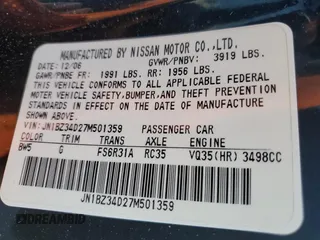 MANUFACTURED BY NISSAN MOTOR CO.,LTD.
DATE 12/06 GVWR/PNBV: 3919 LBS.
GAWR/PNBE FR: 1991 LBS. RR: 1956 LBS.
THIS VEHICLE CONFORMS TO ALL APPLICABLE FEDERAL
MOTOR VEHICLE SAFETY, BUMPER, AND THEFT PREVENTION
STANDARDS IN EFFECT ON THE DATE OF MANUFACTURE
SHOWN ABOVE.
VIN: JN1BZ34D27M501359 PASSENGER CAR
COLOR TRIM TRANS AXLE ENGINE
BW5 G FS6R31A RC35 VQ35(HR) 3498CC
JN1BZ34D27M501359
DREAMBID